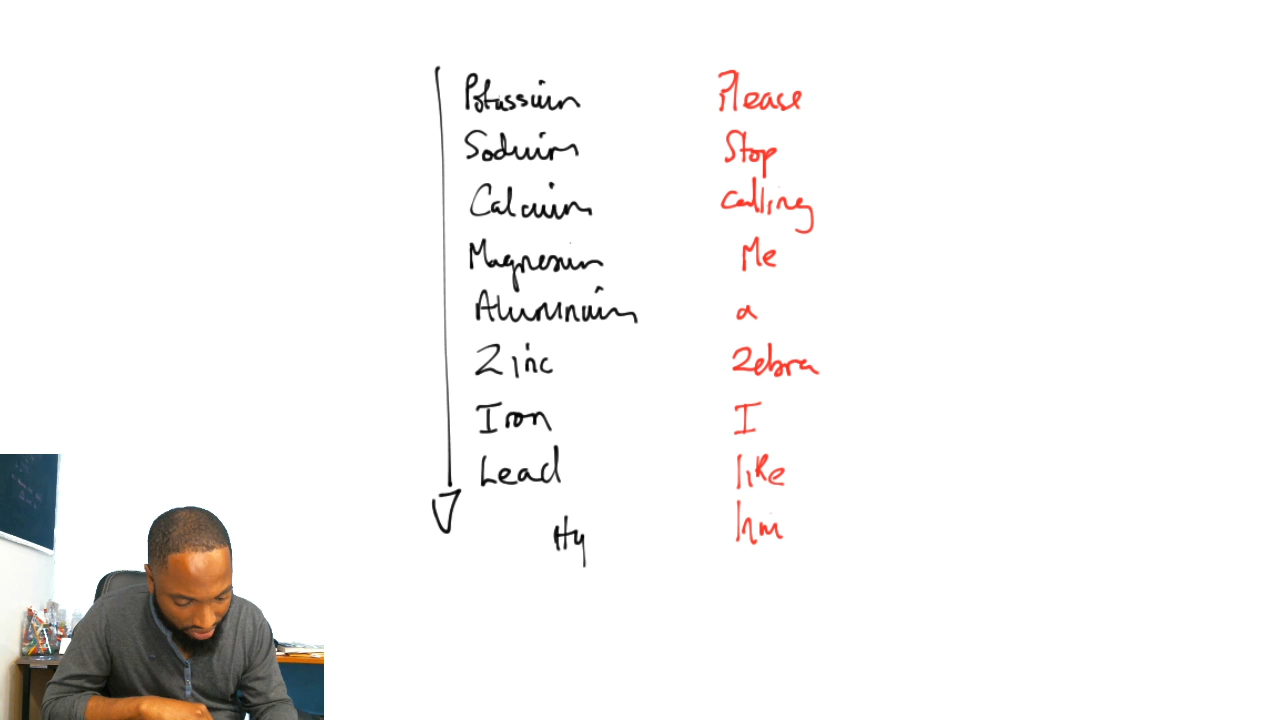 Potassium Please
Sodium Stop
Calcium calling
Magnesium Me
Aluminium a
Zinc Zebra
Iron I
Lead like
Hy him